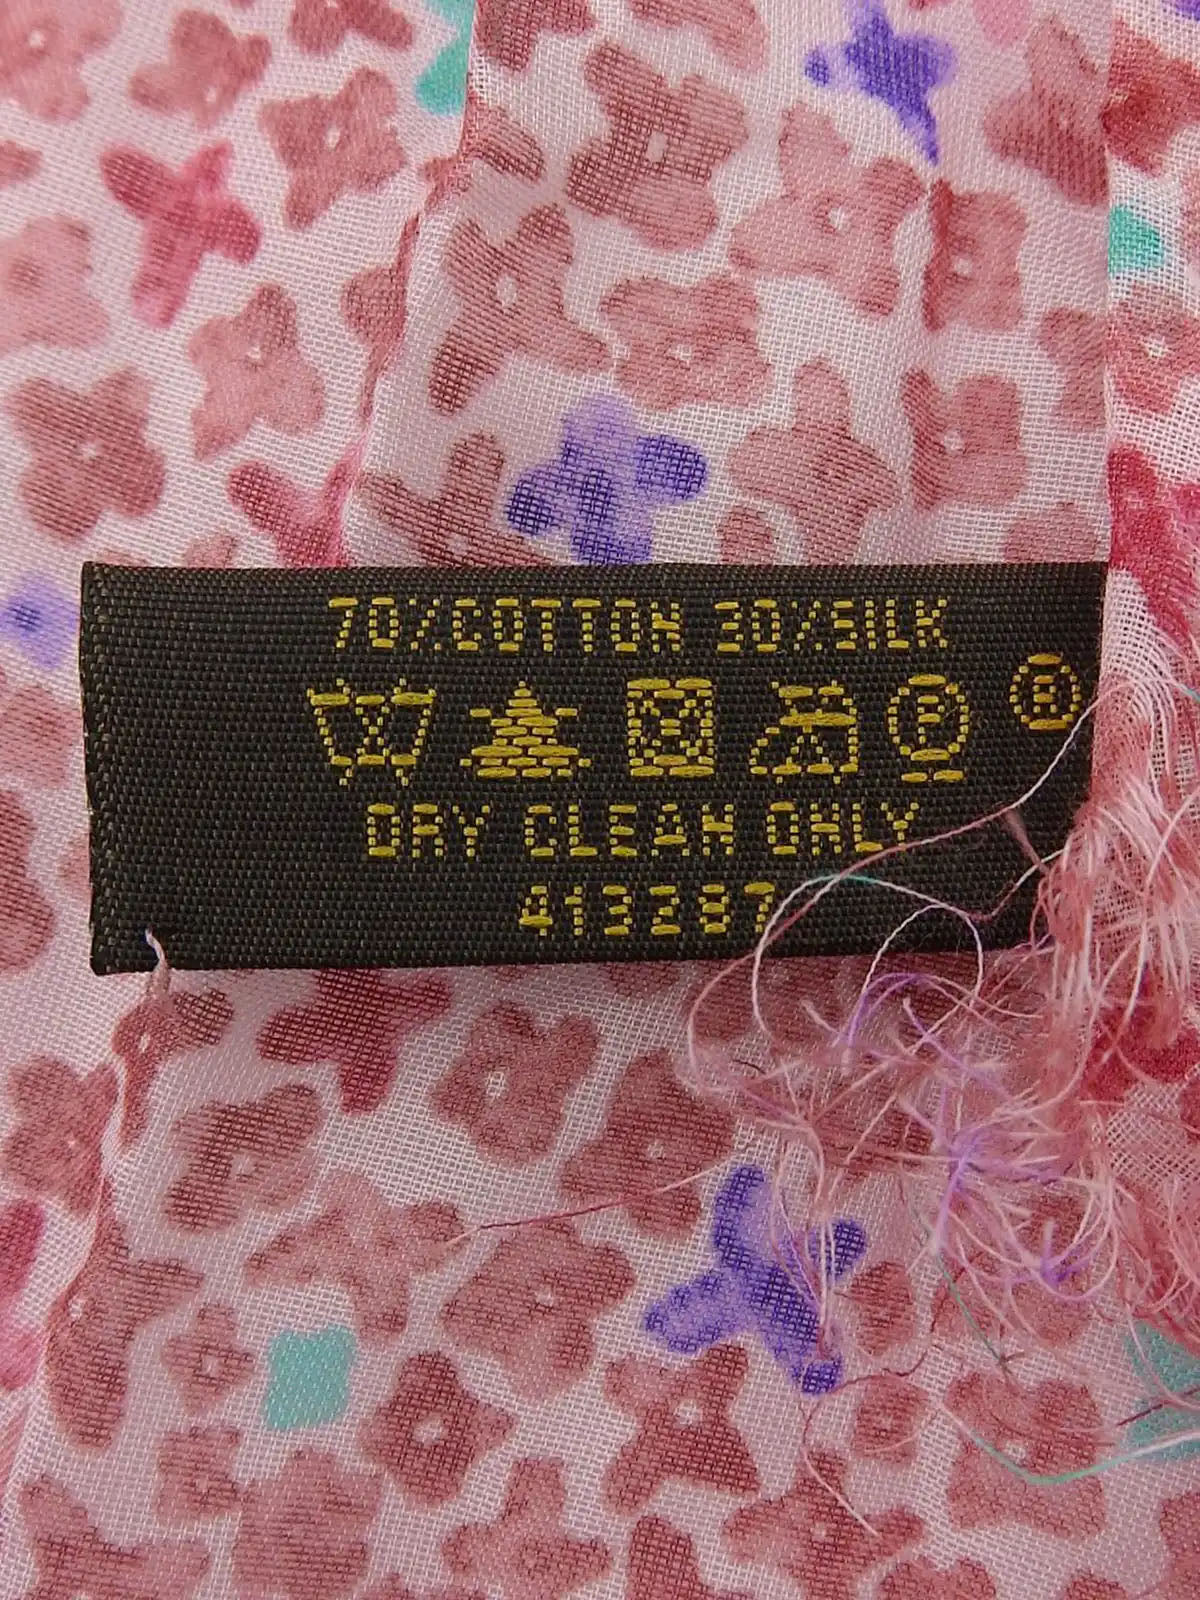 70%COTTON 30%SILK
P
®
DRY CLEAN ONLY
413287